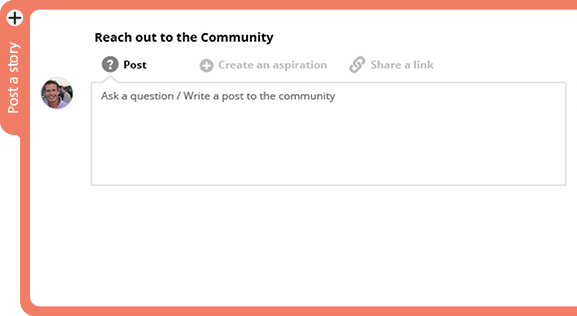 Post a story
Reach out to the Community
Post Create an aspiration Share a link
Ask a question / Write a post to the community